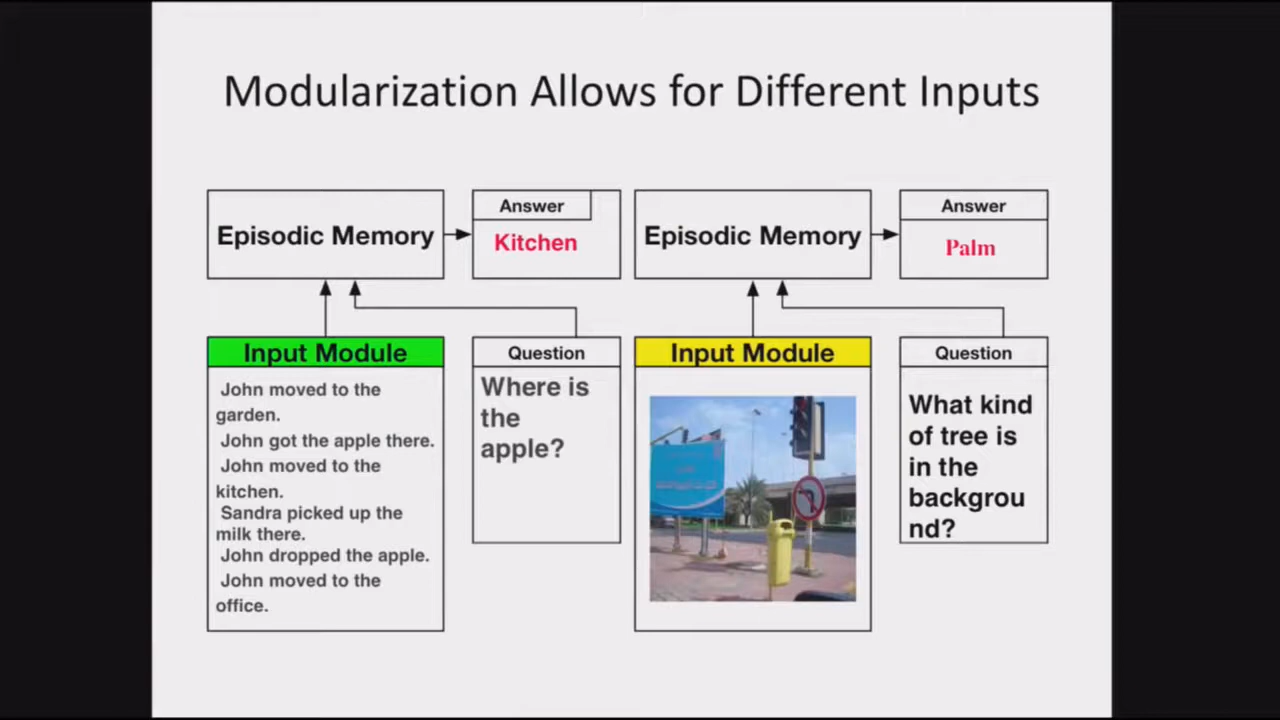 Modularization Allows for Different Inputs
Episodic Memory
Answer
Kitchen
Input Module
John moved to the
garden.
John got the apple there.
John moved to the
kitchen.
Sandra picked up the
milk there.
John dropped the apple.
John moved to the
office.
Question
Where is
the
apple?
Episodic Memory
Answer
Palm
Input Module
Question
What kind
of tree is
in the
backgrou
nd?